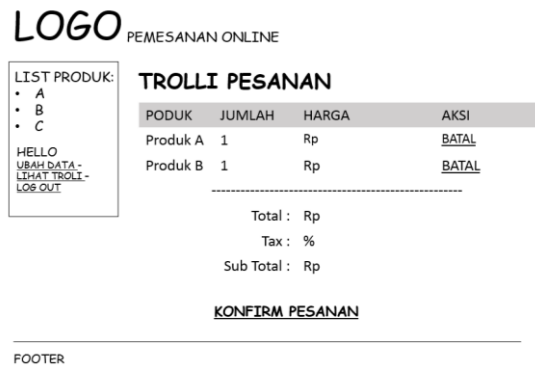 LOGO PEMESANAN ONLINE
LIST PRODUK:
• A
• B
• C
HELLO
UBAH DATA -
LIHAT TROLI -
LOG OUT
TROLLI PESANAN
PODUK JUMLAH HARGA AKSI
Produk A 1 Rp BATAL
Produk B 1 Rp BATAL
Total : Rp
Tax : %
Sub Total : Rp
KONFIRM PESANAN
FOOTER